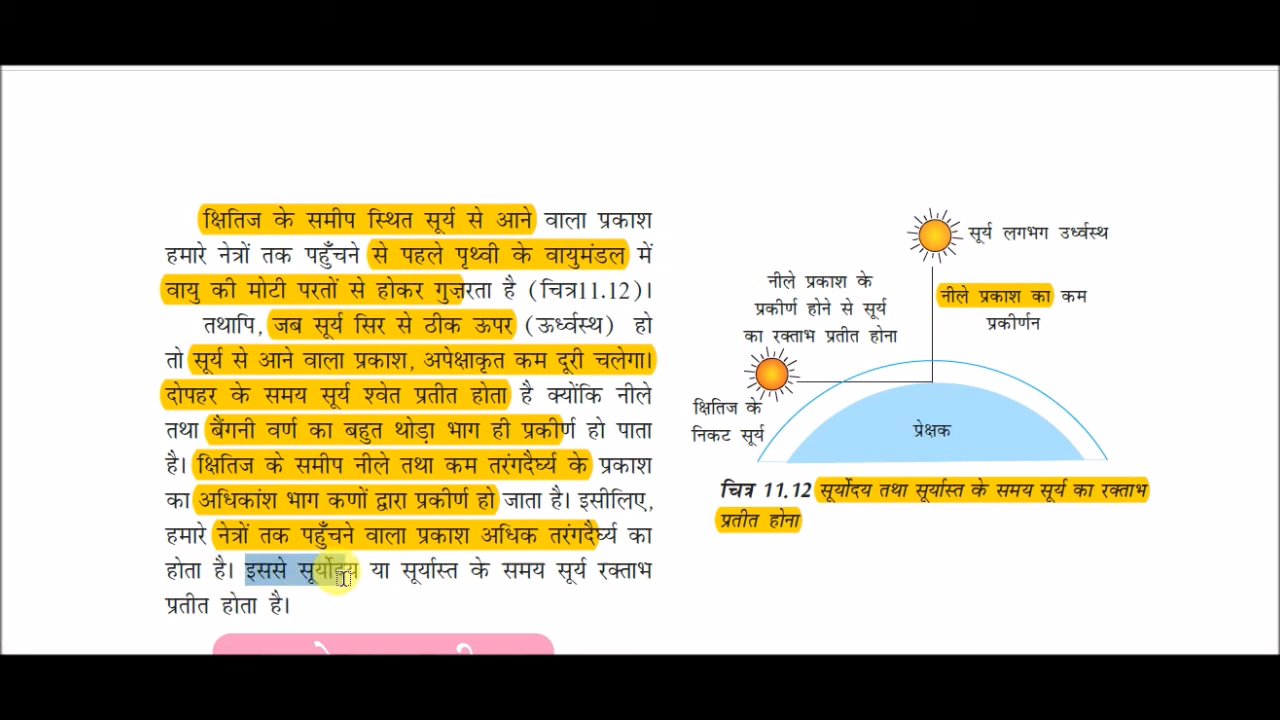 क्षितिज के समीप स्थित सूर्य से आने वाला प्रकाश
हमारे नेत्रों तक पहुँचने से पहले पृथ्वी के वायुमंडल में
वायु की मोटी परतों से होकर गुज़रता है (चित्र11.12)।
तथापि, जब सूर्य सिर से ठीक ऊपर (ऊर्ध्वस्थ) हो
तो सूर्य से आने वाला प्रकाश, अपेक्षाकृत कम दूरी चलेगा।
दोपहर के समय सूर्य श्वेत प्रतीत होता है क्योंकि नीले
तथा बैंगनी वर्ण का बहुत थोड़ा भाग ही प्रकीर्ण हो पाता
है। क्षितिज के समीप नीले तथा कम तरंगदैर्घ्य के प्रकाश
का अधिकांश भाग कणों द्वारा प्रकीर्ण हो जाता है। इसीलिए,
हमारे नेत्रों तक पहुँचने वाला प्रकाश अधिक तरंगदैर्घ्य का
होता है। इससे सूर्योदय या सूर्यास्त के समय सूर्य रक्ताभ
प्रतीत होता है।
सूर्य लगभग उर्ध्वस्थ
नीले प्रकाश के
प्रकीर्ण होने से सूर्य
का रक्ताभ प्रतीत होना
नीले प्रकाश का कम
प्रकीर्णन
क्षितिज के
निकट सूर्य
प्रेक्षक
चित्र 11.12 सूर्योदय तथा सूर्यास्त के समय सूर्य का रक्ताभ
प्रतीत होना